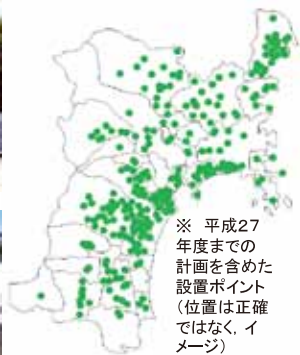 ※ 平成27
年度までの
計画を含めた
設置ポイント
(位置は正確
ではなく，イ
メージ)